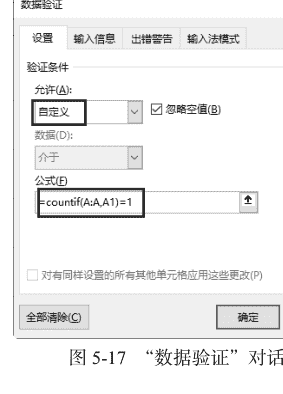 数据验证
设置 输入信息 出错警告 输入法模式
验证条件
允许(A):
自定义 忽略空值(B)
数据(D):
介于
公式(F)
=countif(A:A,A1)=1
对有同样设置的所有其他单元格应用这些更改(P)
全部清除(C) 确定
图 5-17 “数据验证”对话